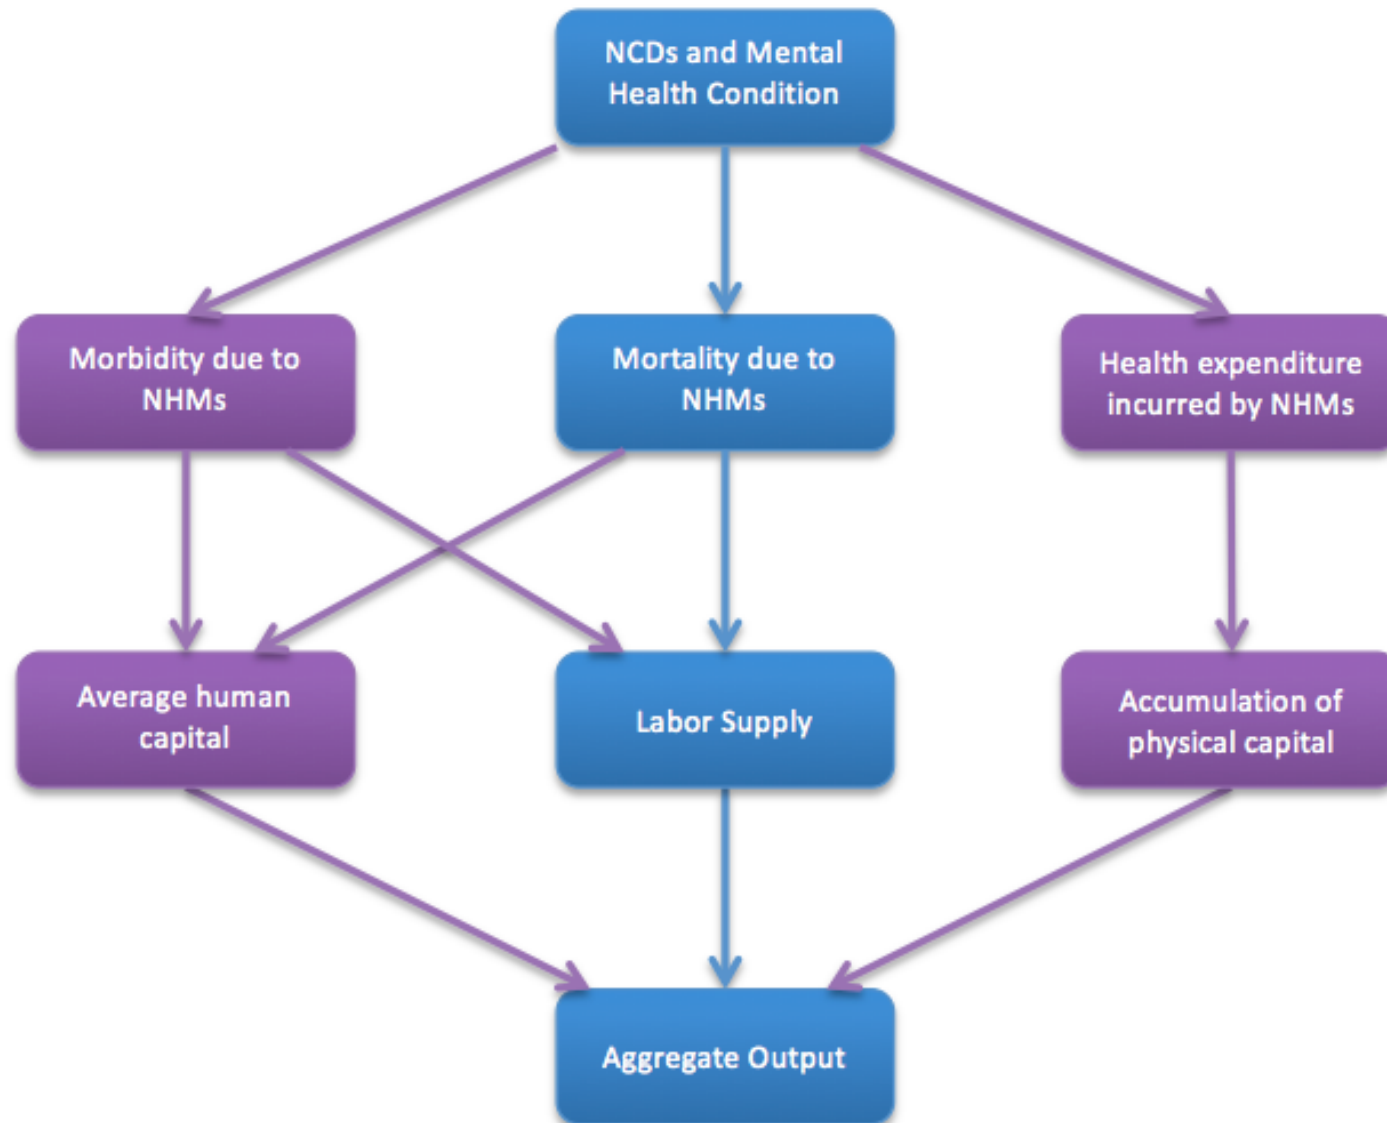 NCDs and Mental
Health Condition
Morbidity due to
NHMs
Mortality due to
NHMs
Health expenditure
incurred by NHMs
Average human
capital
Labor Supply
Accumulation of
physical capital
Aggregate Output